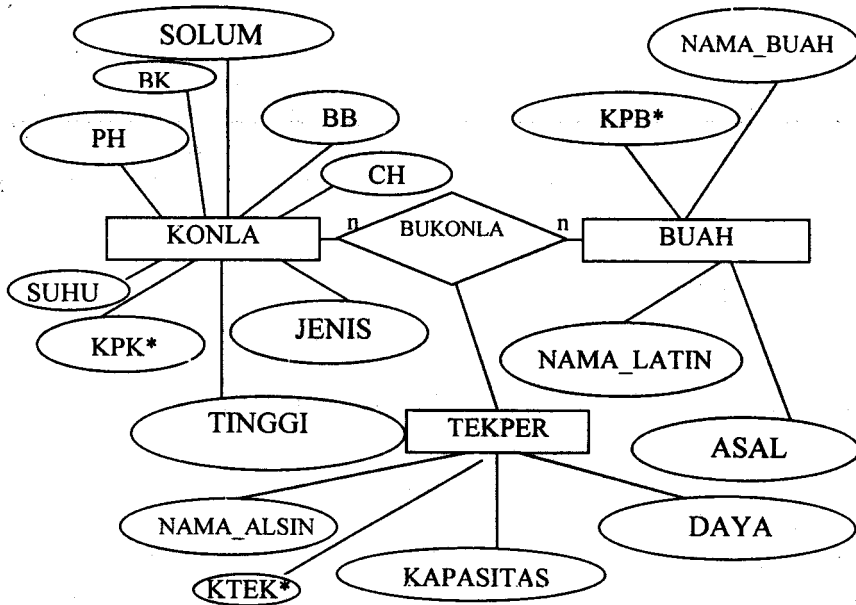 SOLUM
NAMA_BUAH
BK
KPB*
BB
PH
CH
n
n
KONLA
BUKONLA
BUAH
SUHU
JENIS
KPK*
NAMA_LATIN
TINGGI
TEKPER
ASAL
NAMA_ALSIN
DAYA
KAPASITAS
KTEK*